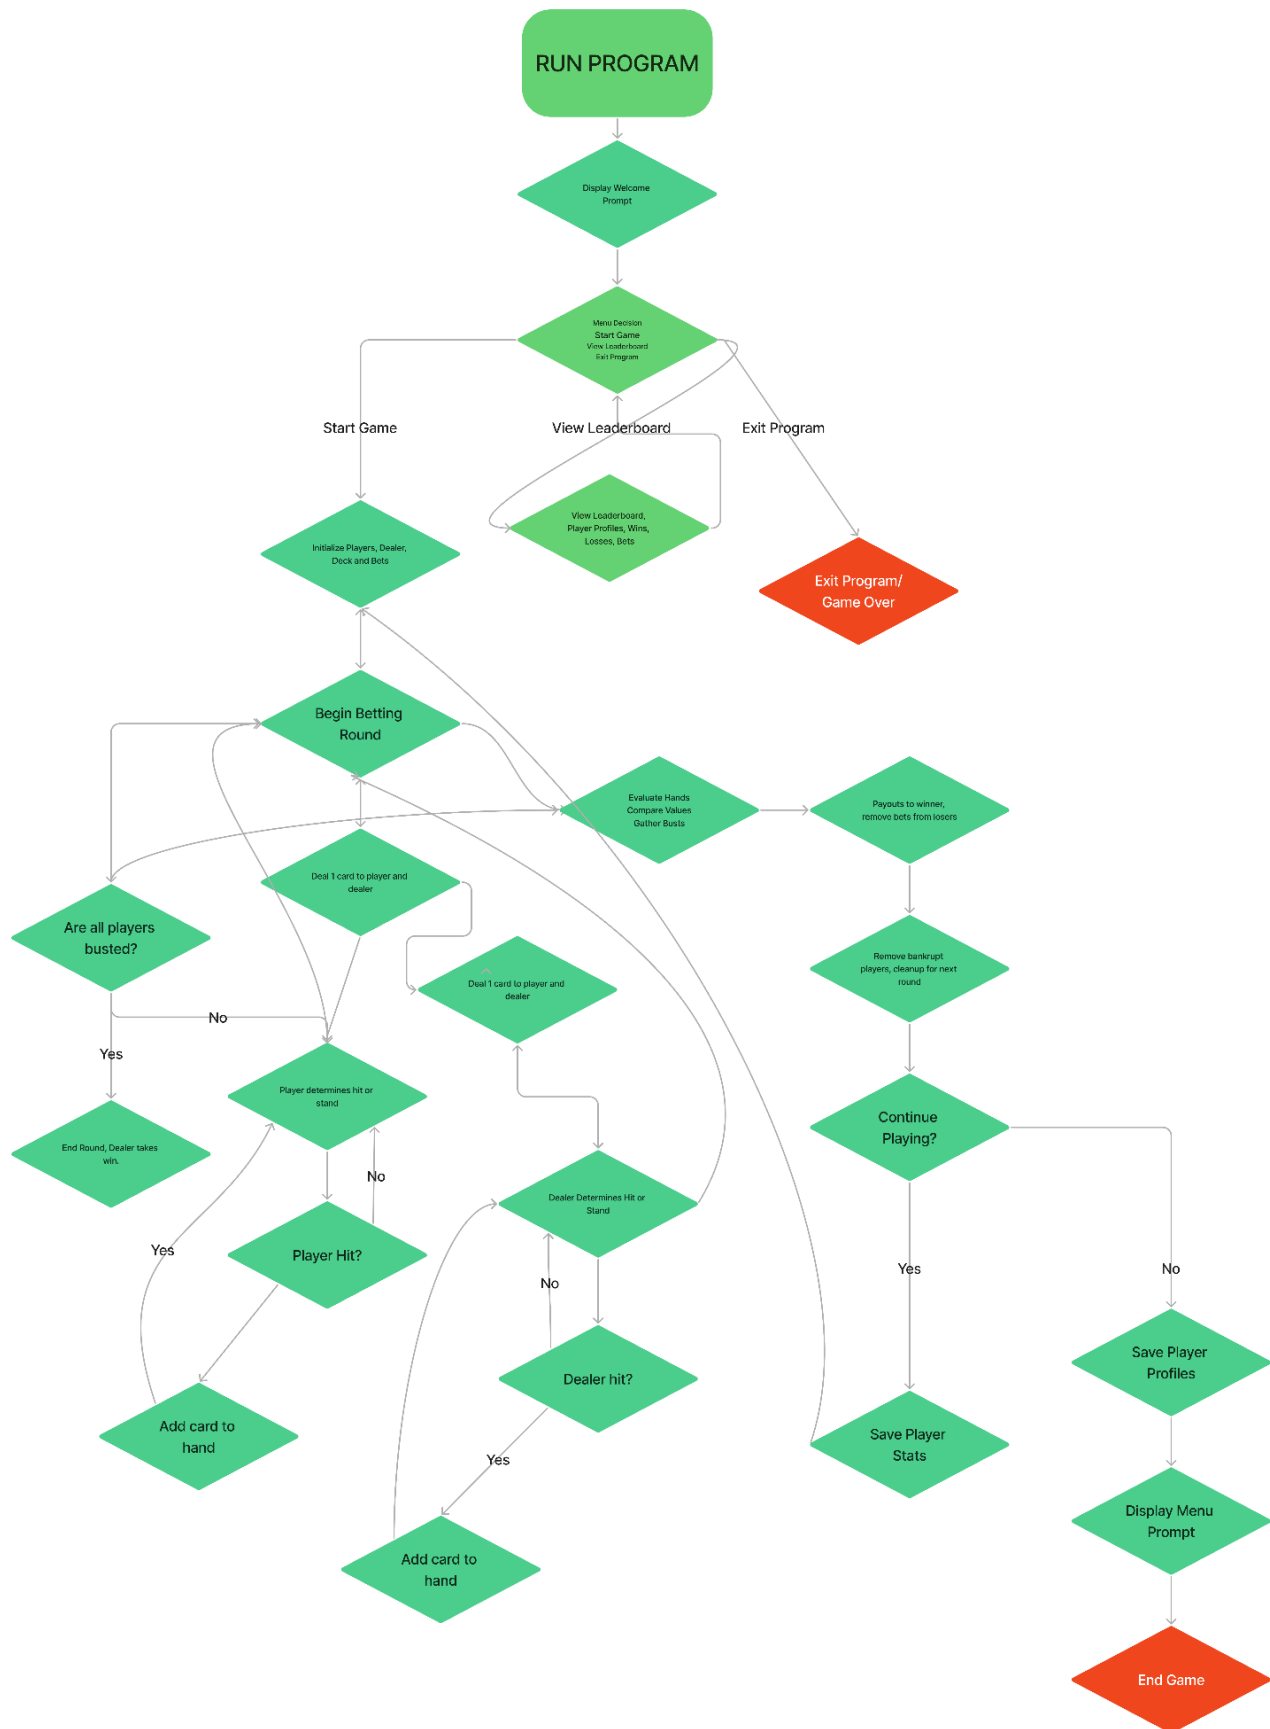 RUN PROGRAM
Display Welcome
Prompt
Menu Decision
Start Game
View Leaderboard
Exit Program
Start Game
View Leaderboard
Exit Program
View Leaderboard,
Player Profiles, Wins,
Losses, Bets
Initialize Players, Dealer,
Deck and Bets
Exit Program/
Game Over
Begin Betting
Round
Evaluate Hands
Compare Values
Gather Busts
Payouts to winner,
remove bets from losers
Deal 1 card to player and
dealer
Are all players
busted?
Deal 1 card to player and
dealer
Remove bankrupt
players, cleanup for next
round
No
Yes
Player determines hit or
stand
End Round, Dealer takes
win.
Continue
Playing?
No
Dealer Determines Hit or
Stand
Yes
Player Hit?
No
Yes
No
Dealer hit?
Save Player
Profiles
Add card to
hand
Yes
Save Player
Stats
Display Menu
Prompt
Add card to
hand
End Game